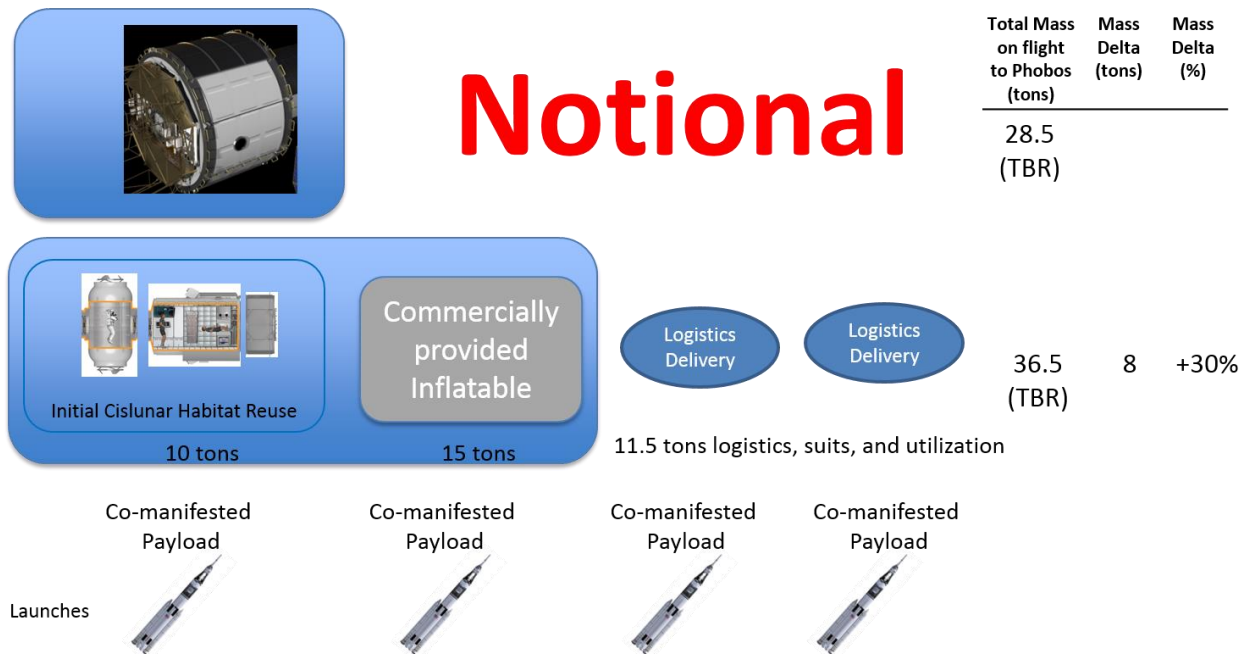 Notional
Total Mass
on flight
to Phobos
(tons)
Mass
Delta
(tons)
Mass
Delta
(%)
28.5
(TBR)
Initial Cislunar Habitat Reuse
10 tons
Commercially
provided
Inflatable
15 tons
Logistics
Delivery
Logistics
Delivery
11.5 tons logistics, suits, and utilization
36.5
(TBR)
8
+30%
Co-manifested
Payload
Co-manifested
Payload
Co-manifested
Payload
Co-manifested
Payload
Launches